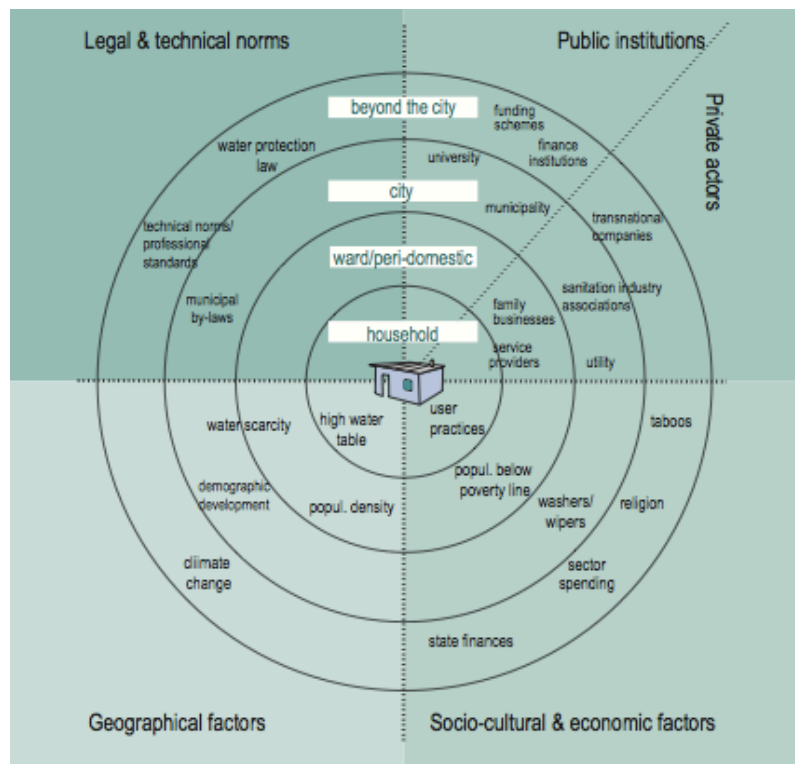 Legal & technical norms
Public institutions
Private actors
beyond the city
funding
schemes
finance
institutions
water protection
law
university
city
municipality
transnational
companies
technical norms/
professional
standards
ward/peri-domestic
sanitation industry
associations
municipal
by-laws
family
businesses
household
service
providers
utility
water scarcity
high water
table
user
practices
taboos
demographic
development
popul. density
popul. below
poverty line
washers/
wipers
religion
climate
change
sector
spending
state finances
Geographical factors
Socio-cultural & economic factors